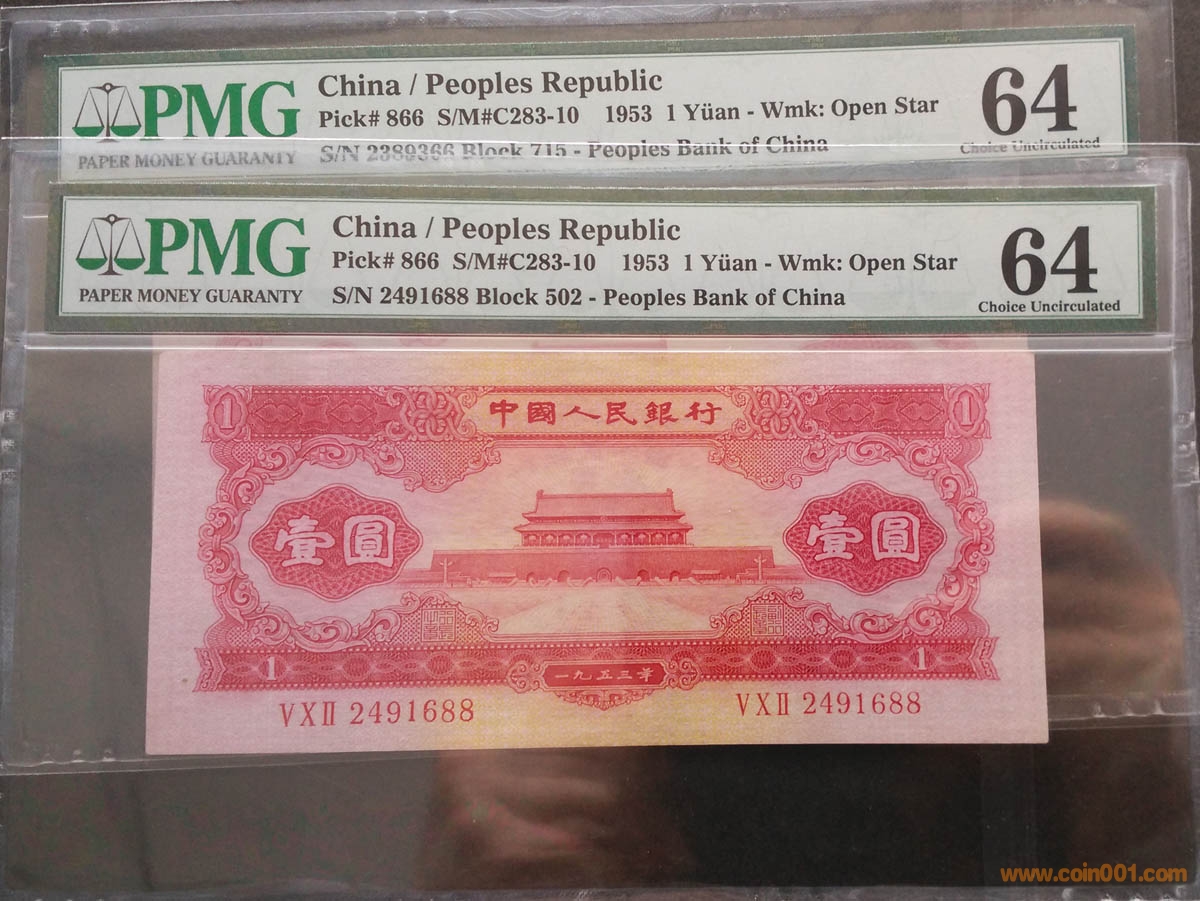 PMG
PAPER MONEY GUARANTY
China / Peoples Republic
Pick# 866 S/M#C283-10 1953 1 Yüan - Wmk: Open Star
S/N 2389366 Block 715 - Peoples Bank of China
64
Choice Uncirculated
PMG
PAPER MONEY GUARANTY
China / Peoples Republic
Pick# 866 S/M#C283-10 1953 1 Yüan - Wmk: Open Star
S/N 2491688 Block 502 - Peoples Bank of China
64
Choice Uncirculated
1 中國人民銀行 1
壹圓 壹圓
1 一九五三年 1
VXII 2491688 VXII 2491688
www.coin001.com